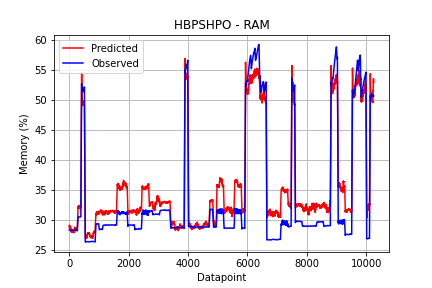 HBPSHPO - RAM
Predicted
Observed
Memory (%)
60
55
50
45
40
35
30
25
0
2000
4000
6000
8000
10000
Datapoint